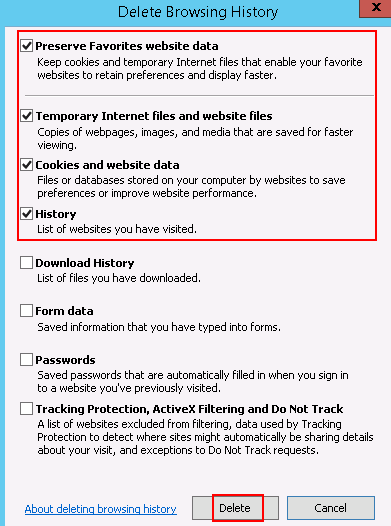 Delete Browsing History
x
Preserve Favorites website data
Keep cookies and temporary Internet files that enable your favorite
websites to retain preferences and display faster.
Temporary Internet files and website files
Copies of webpages, images, and media that are saved for faster
viewing.
Cookies and website data
Files or databases stored on your computer by websites to save
preferences or improve website performance.
History
List of websites you have visited.
Download History
List of files you have downloaded.
Form data
Saved information that you have typed into forms.
Passwords
Saved passwords that are automatically filled in when you sign in
to a website you've previously visited.
Tracking Protection, ActiveX Filtering and Do Not Track
A list of websites excluded from filtering, data used by Tracking
Protection to detect where sites might automatically be sharing details
about your visit, and exceptions to Do Not Track requests.
About deleting browsing history
Delete
Cancel